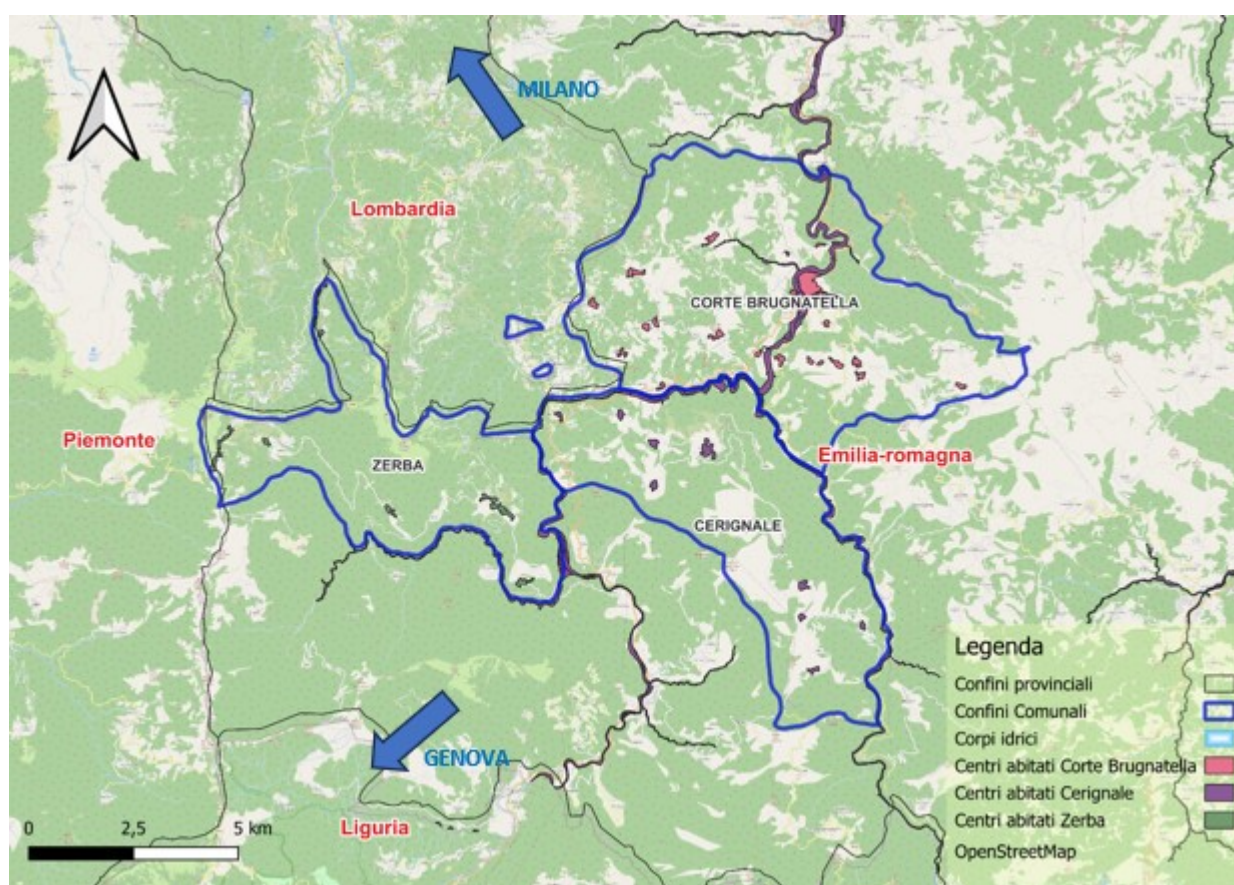 MILANO
Lombardia
CORTE BRUGNATELLA
Piemonte
ZERBA
Emilia-romagna
CERIGNALE
GENOVA
Liguria
0 2,5 5 km
Legenda
Confini provinciali
Confini Comunali
Corpi idrici
Centri abitati Corte Brugnatella
Centri abitati Cerignale
Centri abitati Zerba
OpenStreetMap